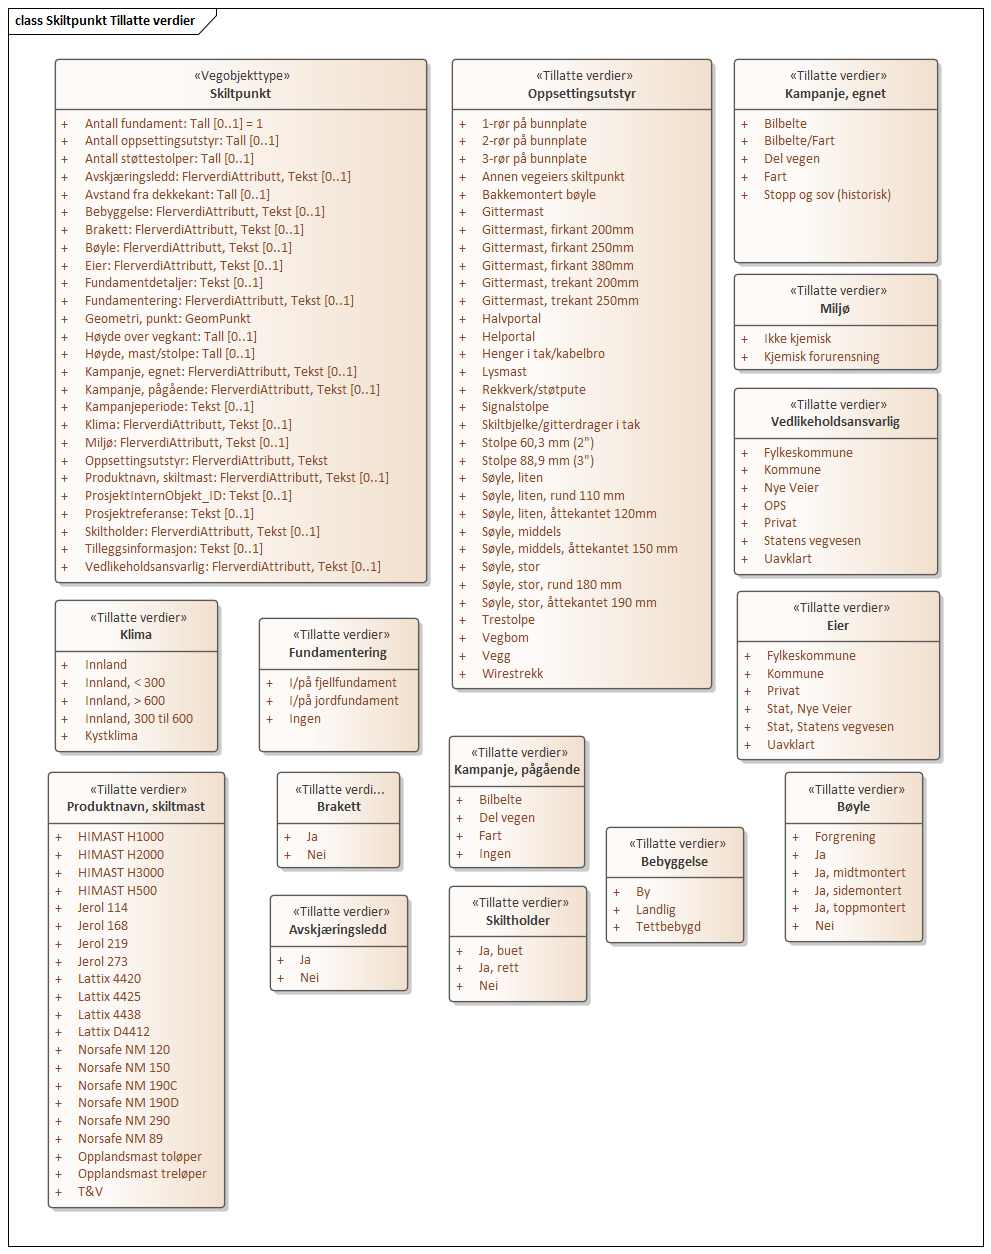 class Skiltpunkt Tillatte verdier
«Vegobjekttype»
Skiltpunkt
+ Antall fundament: Tall [0..1] = 1
+ Antall oppsettingsutstyr: Tall [0..1]
+ Antall støttestolper: Tall [0..1]
+ Avskjæringsledd: FlerverdiAttributt, Tekst [0..1]
+ Avstand fra dekkekant: Tall [0..1]
+ Bebyggelse: FlerverdiAttributt, Tekst [0..1]
+ Brakett: FlerverdiAttributt, Tekst [0..1]
+ Bøyle: FlerverdiAttributt, Tekst [0..1]
+ Eier: FlerverdiAttributt, Tekst [0..1]
+ Fundamentdetaljer: Tekst [0..1]
+ Fundamentering: FlerverdiAttributt, Tekst [0..1]
+ Geometri, punkt: GeomPunkt
+ Høyde over vegkant: Tall [0..1]
+ Høyde, mast/stolpe: Tall [0..1]
+ Kampanje, egnet: FlerverdiAttributt, Tekst [0..1]
+ Kampanje, pågående: FlerverdiAttributt, Tekst [0..1]
+ Kampanjeperiode: Tekst [0..1]
+ Klima: FlerverdiAttributt, Tekst [0..1]
+ Miljø: FlerverdiAttributt, Tekst [0..1]
+ Oppsettingsutstyr: FlerverdiAttributt, Tekst
+ Produktnavn, skiltmast: FlerverdiAttributt, Tekst [0..1]
+ ProsjektInternObjekt_ID: Tekst [0..1]
+ Prosjektreferanse: Tekst [0..1]
+ Skiltholder: FlerverdiAttributt, Tekst [0..1]
+ Tilleggsinformasjon: Tekst [0..1]
+ Vedlikeholdsansvarlig: FlerverdiAttributt, Tekst [0..1]
«Tillatte verdier»
Oppsettingsutstyr
+ 1-rør på bunnplate
+ 2-rør på bunnplate
+ 3-rør på bunnplate
+ Annen vegeiers skiltpunkt
+ Bakkemontert bøyle
+ Gittermast
+ Gittermast, firkant 200mm
+ Gittermast, firkant 250mm
+ Gittermast, firkant 380mm
+ Gittermast, trekant 200mm
+ Gittermast, trekant 250mm
+ Halvportal
+ Helportal
+ Henger i tak/kabelbro
+ Lysmast
+ Rekkverk/støtpute
+ Signalstolpe
+ Skiltbjelke/gitterdrager i tak
+ Stolpe 60,3 mm (2")
+ Stolpe 88,9 mm (3")
+ Søyle, liten
+ Søyle, liten, rund 110 mm
+ Søyle, liten, åttekantet 120mm
+ Søyle, middels
+ Søyle, middels, åttekantet 150 mm
+ Søyle, stor
+ Søyle, stor, rund 180 mm
+ Søyle, stor, åttekantet 190 mm
+ Trestolpe
+ Vegbom
+ Vegg
+ Wirestrekk
«Tillatte verdier»
Kampanje, egnet
+ Bilbelte
+ Bilbelte/Fart
+ Del vegen
+ Fart
+ Stopp og sov (historisk)
«Tillatte verdier»
Miljø
+ Ikke kjemisk
+ Kjemisk forurensning
«Tillatte verdier»
Vedlikeholdsansvarlig
+ Fylkeskommune
+ Kommune
+ Nye Veier
+ OPS
+ Privat
+ Statens vegvesen
+ Uavklart
«Tillatte verdier»
Klima
+ Innland
+ Innland, < 300
+ Innland, > 600
+ Innland, 300 til 600
+ Kystklima
«Tillatte verdier»
Fundamentering
+ I/på fjellfundament
+ I/på jordfundament
+ Ingen
«Tillatte verdier»
Eier
+ Fylkeskommune
+ Kommune
+ Privat
+ Stat, Nye Veier
+ Stat, Statens vegvesen
+ Uavklart
«Tillatte verdier»
Produktnavn, skiltmast
+ HIMAST H1000
+ HIMAST H2000
+ HIMAST H3000
+ HIMAST H500
+ Jerol 114
+ Jerol 168
+ Jerol 219
+ Jerol 273
+ Lattix 4420
+ Lattix 4425
+ Lattix 4438
+ Lattix D4412
+ Norsafe NM 120
+ Norsafe NM 150
+ Norsafe NM 190C
+ Norsafe NM 190D
+ Norsafe NM 290
+ Norsafe NM 89
+ Opplandsmast toløper
+ Opplandsmast treløper
+ T&V
«Tillatte verdi...
Brakett
+ Ja
+ Nei
«Tillatte verdier»
Avskjæringsledd
+ Ja
+ Nei
«Tillatte verdier»
Kampanje, pågående
+ Bilbelte
+ Del vegen
+ Fart
+ Ingen
«Tillatte verdier»
Skiltholder
+ Ja, buet
+ Ja, rett
+ Nei
«Tillatte verdier»
Bebyggelse
+ By
+ Landlig
+ Tettbebygd
«Tillatte verdier»
Bøyle
+ Forgrening
+ Ja
+ Ja, midtmontert
+ Ja, sidemontert
+ Ja, toppmontert
+ Nei